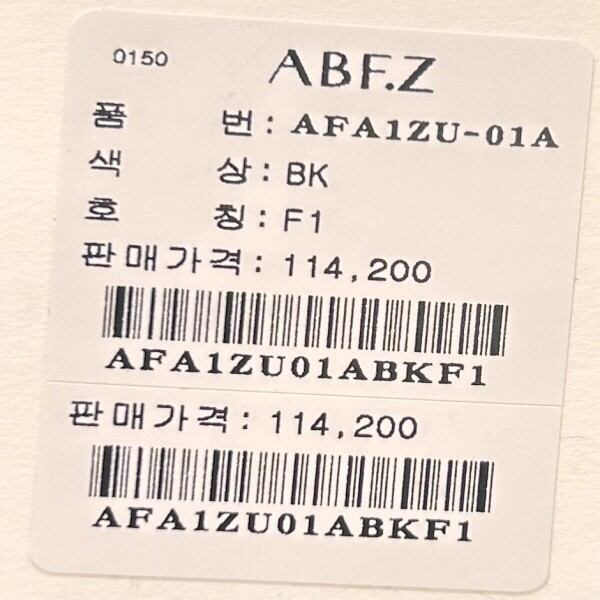 0150 ABF.Z
품 번: AFA1ZU-01A
색 상: BK
호 칭: F1
판매가격: 114,200
AFA1ZU01ABKF1
판매가격: 114,200
AFA1ZU01ABKF1